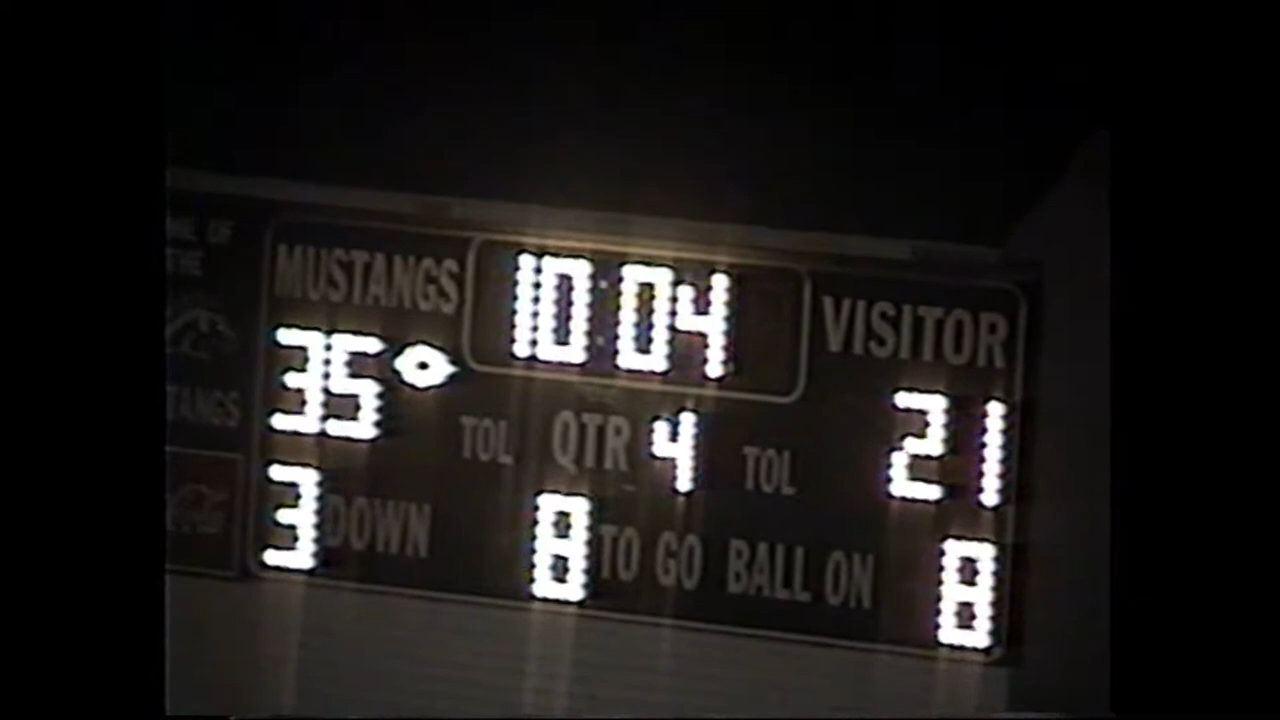 MUSTANGS 10:04 VISITOR
35 21
TOL QTR 4 TOL
3 DOWN 8 TO GO BALL ON 8